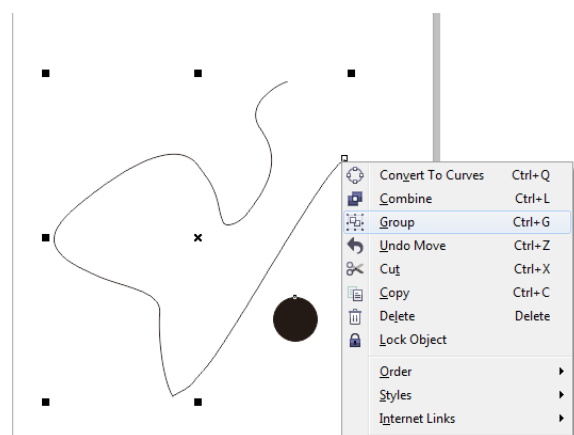 Convert To Curves Ctrl+Q
Combine Ctrl+L
Group Ctrl+G
Undo Move Ctrl+Z
Cut Ctrl+X
Copy Ctrl+C
Delete Delete
Lock Object
Order
Styles
Internet Links